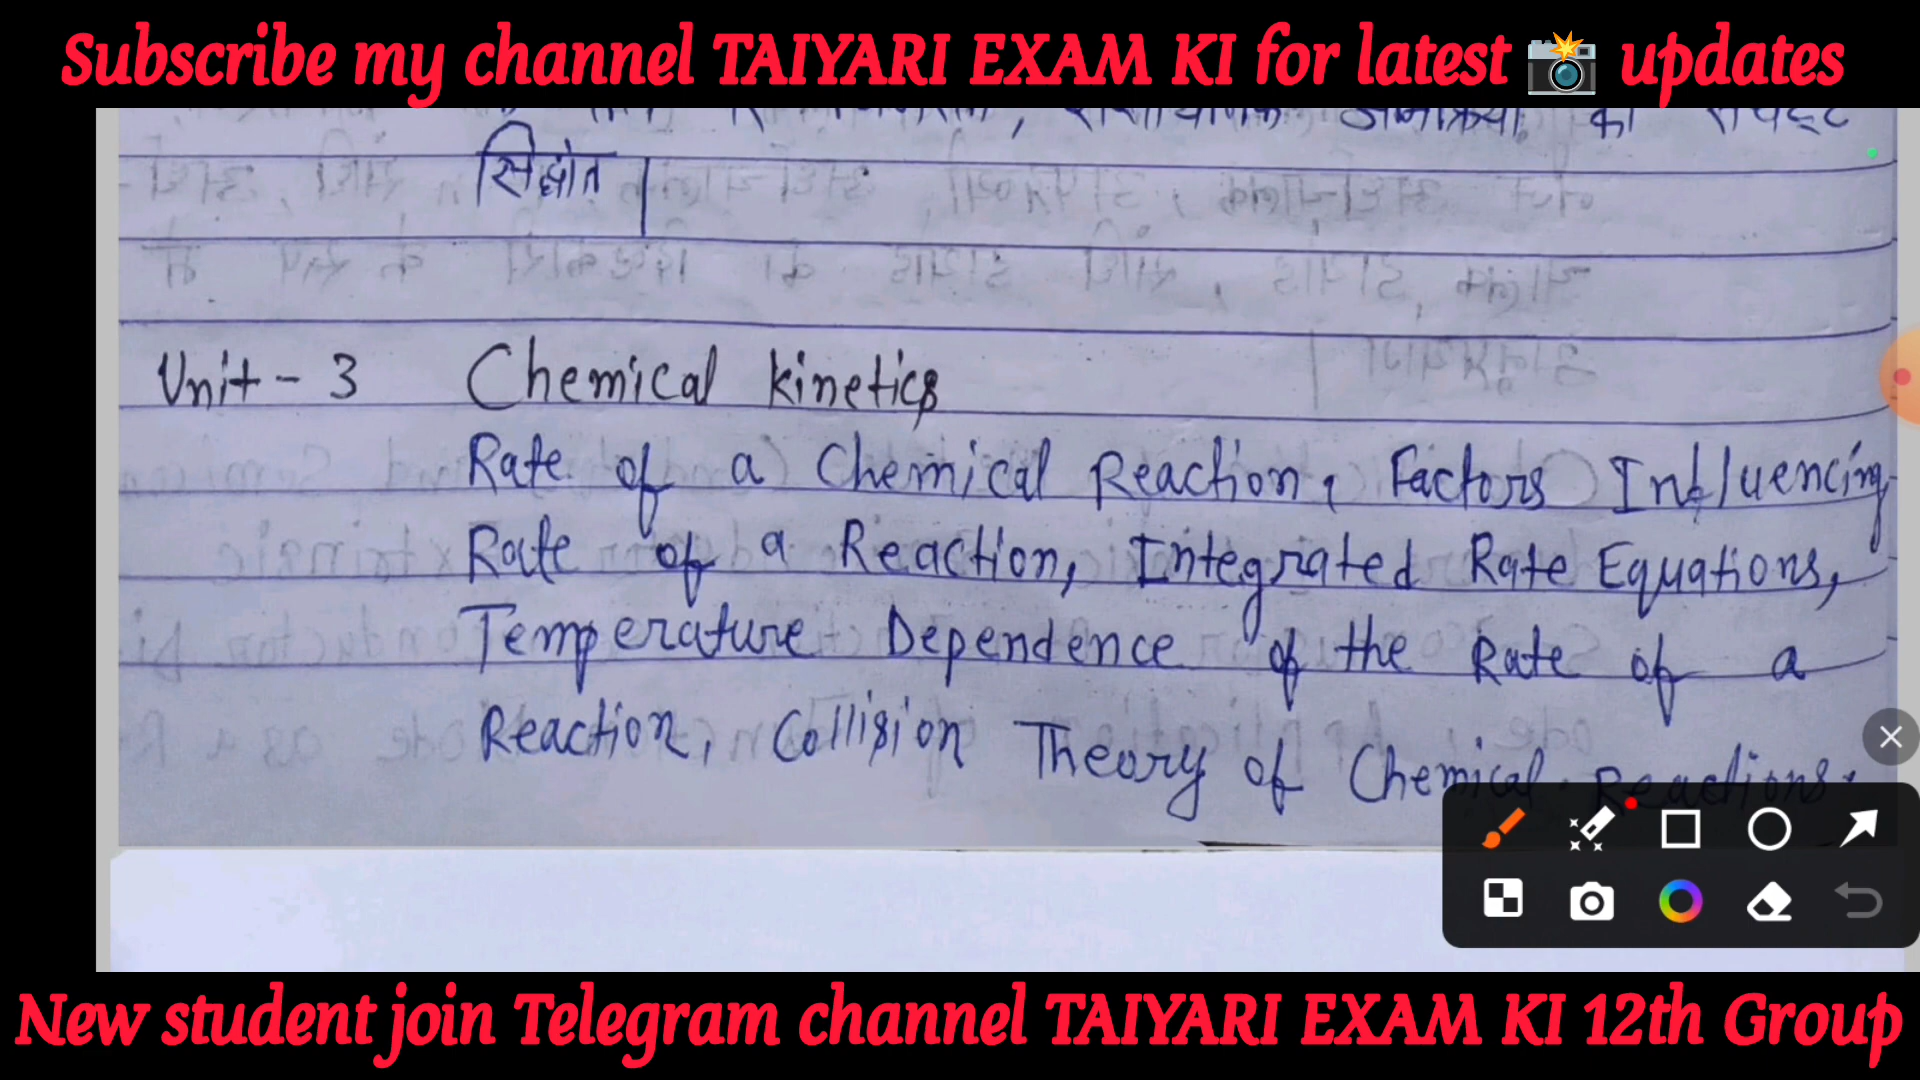 Subscribe my channel TAIYARI EXAM KI for latest 📸 updates
सिद्धांत |
Unit - 3 Chemical kinetics
Rate of a Chemical Reaction, Factors Influencing
Rate of a Reaction, Integrated Rate Equations,
Temperature Dependence of the Rate of a
Reaction, Collision Theory of Chemical Reactions.
New student join Telegram channel TAIYARI EXAM KI 12th Group